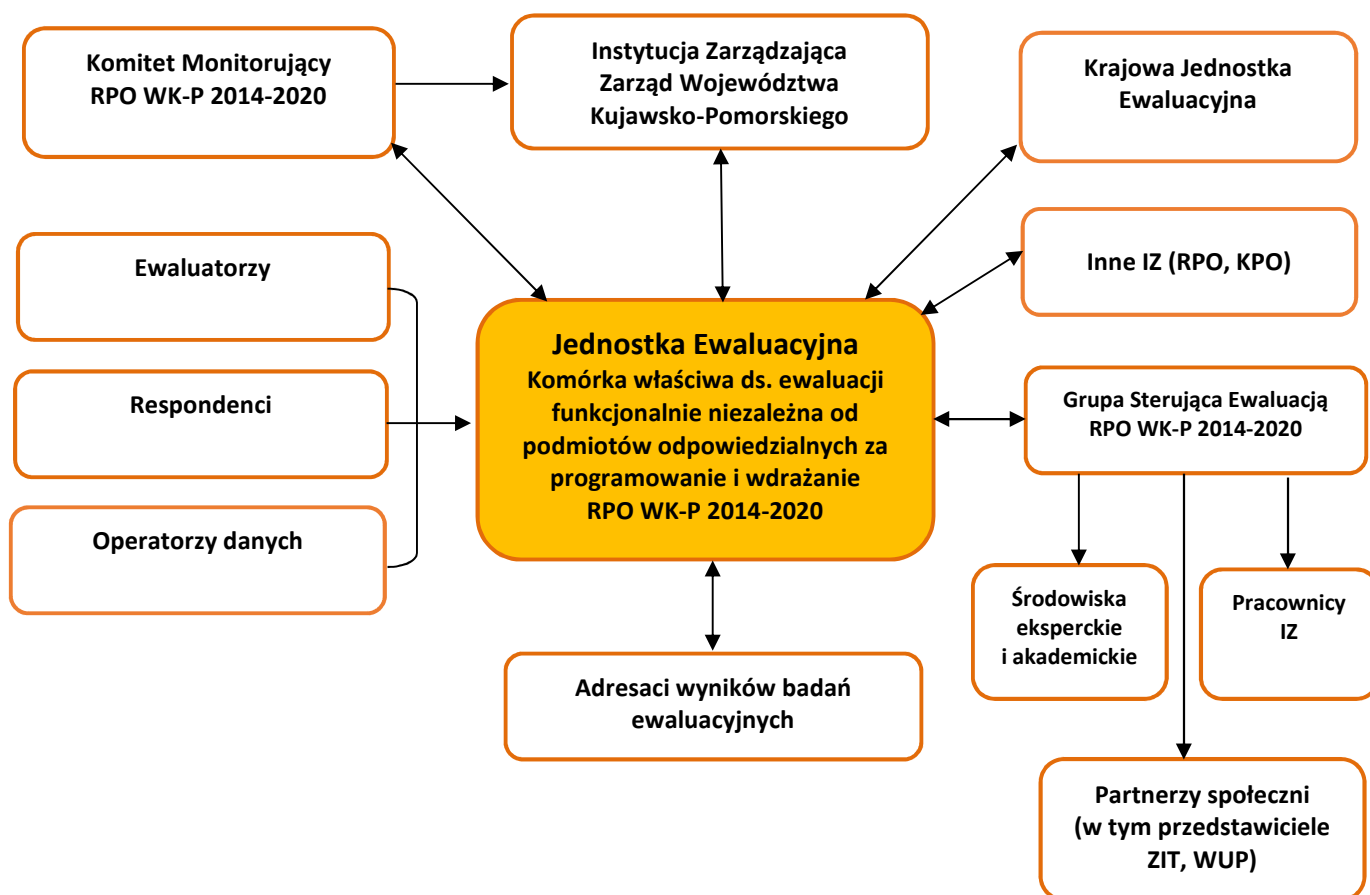 Komitet Monitorujący
RPO WK-P 2014-2020
Instytucja Zarządzająca
Zarząd Województwa
Kujawsko-Pomorskiego
Krajowa Jednostka
Ewaluacyjna
Ewaluatorzy
Inne IZ (RPO, KPO)
Respondenci
Jednostka Ewaluacyjna
Komórka właściwa ds. ewaluacji
funkcjonalnie niezależna od
podmiotów odpowiedzialnych za
programowanie i wdrażanie
RPO WK-P 2014-2020
Grupa Sterująca Ewaluacją
RPO WK-P 2014-2020
Operatorzy danych
Środowiska
eksperckie
i akademickie
Pracownicy
IZ
Adresaci wyników badań
ewaluacyjnych
Partnerzy społeczni
(w tym przedstawiciele
ZIT, WUP)